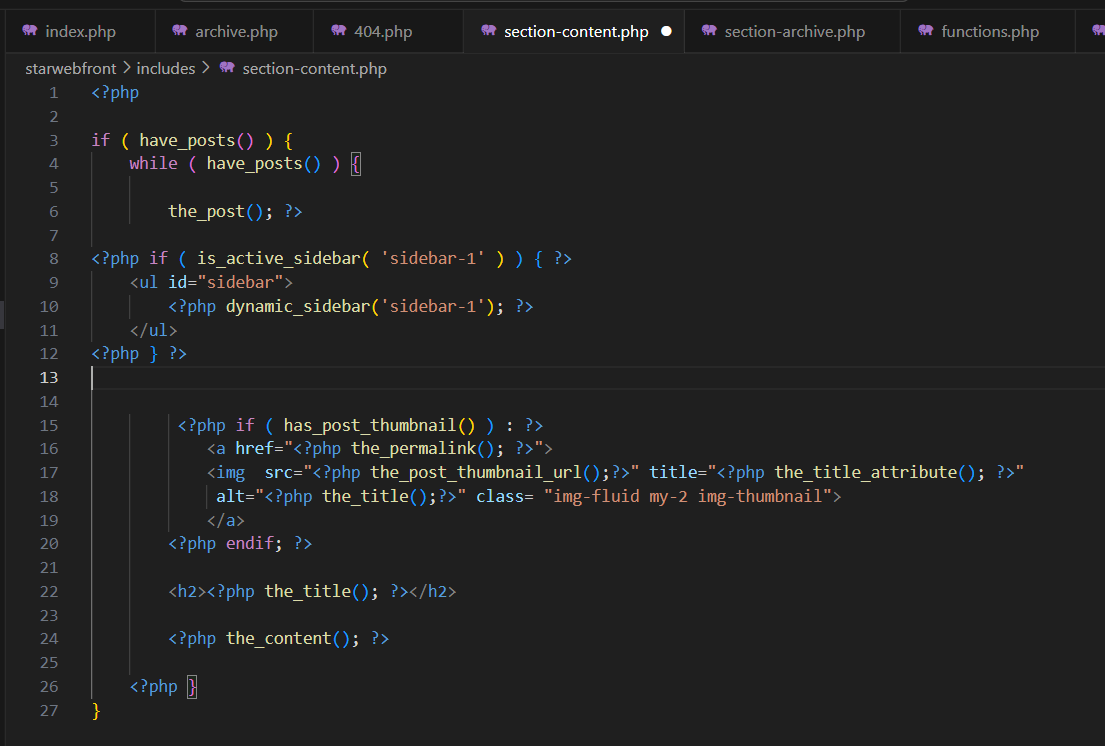 index.php archive.php 404.php section-content.php section-archive.php functions.php
starwebfront > includes > section-content.php
1 <?php
2
3 if ( have_posts() ) {
4 while ( have_posts() ) {
5
6 the_post(); ?>
7
8 <?php if ( is_active_sidebar( 'sidebar-1' ) ) { ?>
9 <ul id="sidebar">
10 <?php dynamic_sidebar('sidebar-1'); ?>
11 </ul>
12 <?php } ?>
13
14
15 <?php if ( has_post_thumbnail() ) : ?>
16 <a href="<?php the_permalink(); ?>">
17 <img  src="<?php the_post_thumbnail_url();?>" title="<?php the_title_attribute(); ?>"
18 alt="<?php the_title();?>" class= "img-fluid my-2 img-thumbnail">
19 </a>
20 <?php endif; ?>
21
22 <h2><?php the_title(); ?></h2>
23
24 <?php the_content(); ?>
25
26 <?php }
27 }